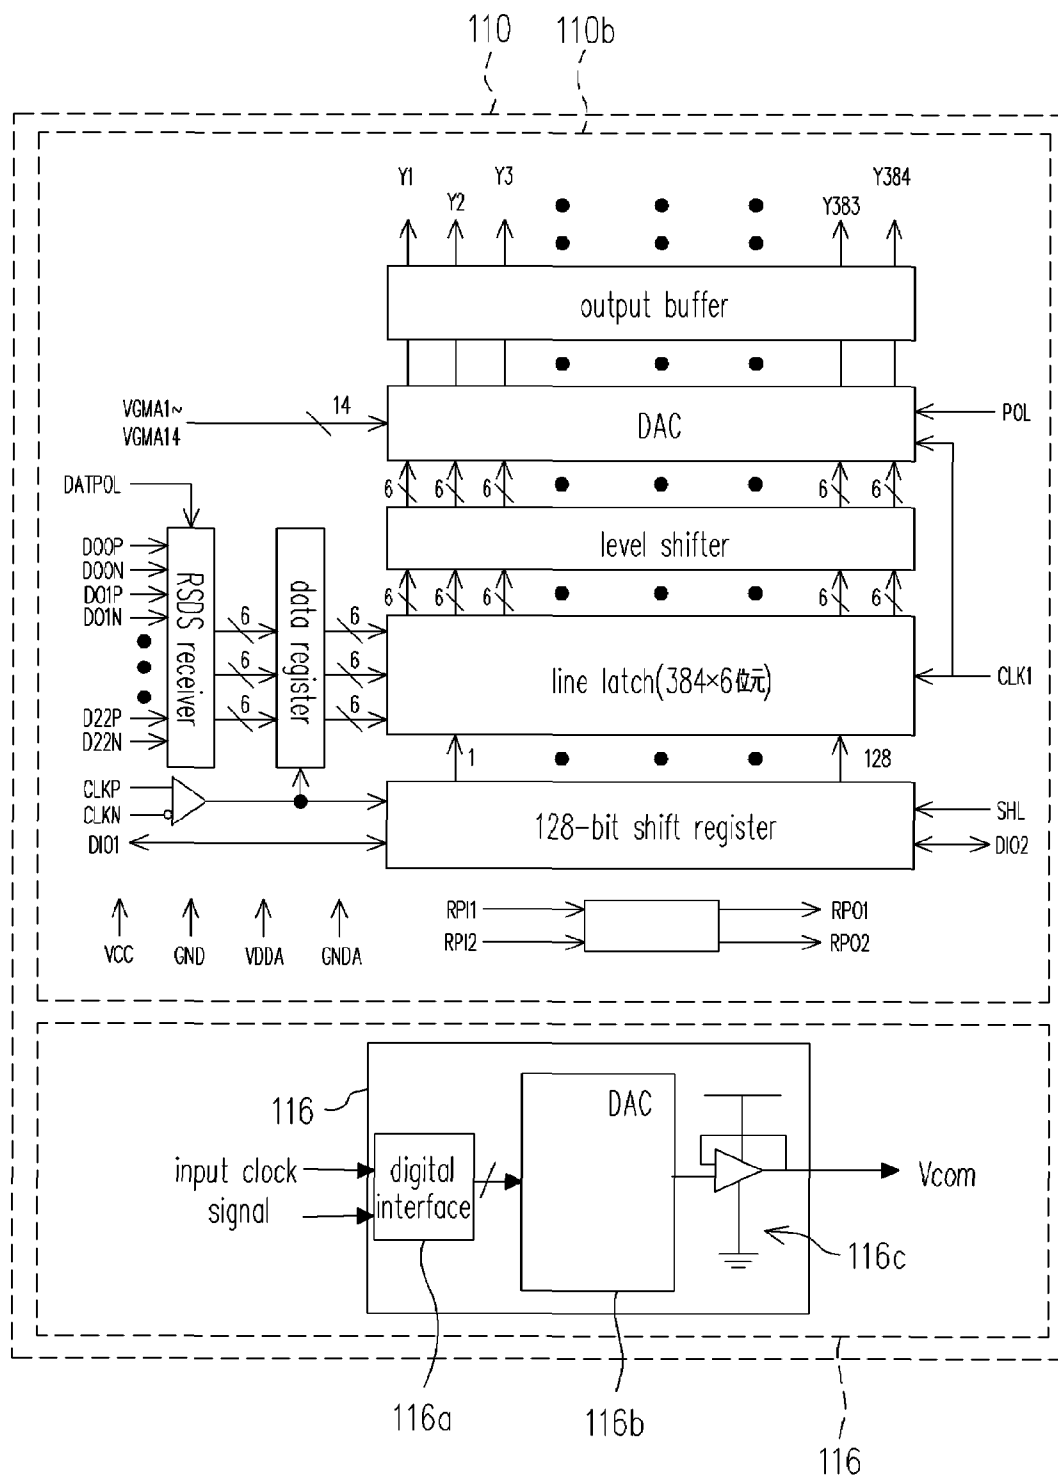 110
110b
Y1
Y2
Y3
Y383
Y384
output buffer
VGMA1~
VGMA14
14
DAC
POL
6 6 6 6 6
DATPOL
level shifter
D00P
D00N
D01P
D01N
D22P
D22N
RSDS receiver
6
6
6
data register
6
6
6
6 6 6 6 6
line latch(384×6位元)
CLK1
1
128
CLKP
CLKN
DIO1
128-bit shift register
SHL
DIO2
VCC
GND
VDDA
GNDA
RPI1
RPI2
RPO1
RPO2
116
input clock
signal
digital
interface
DAC
Vcom
116c
116a
116b
116